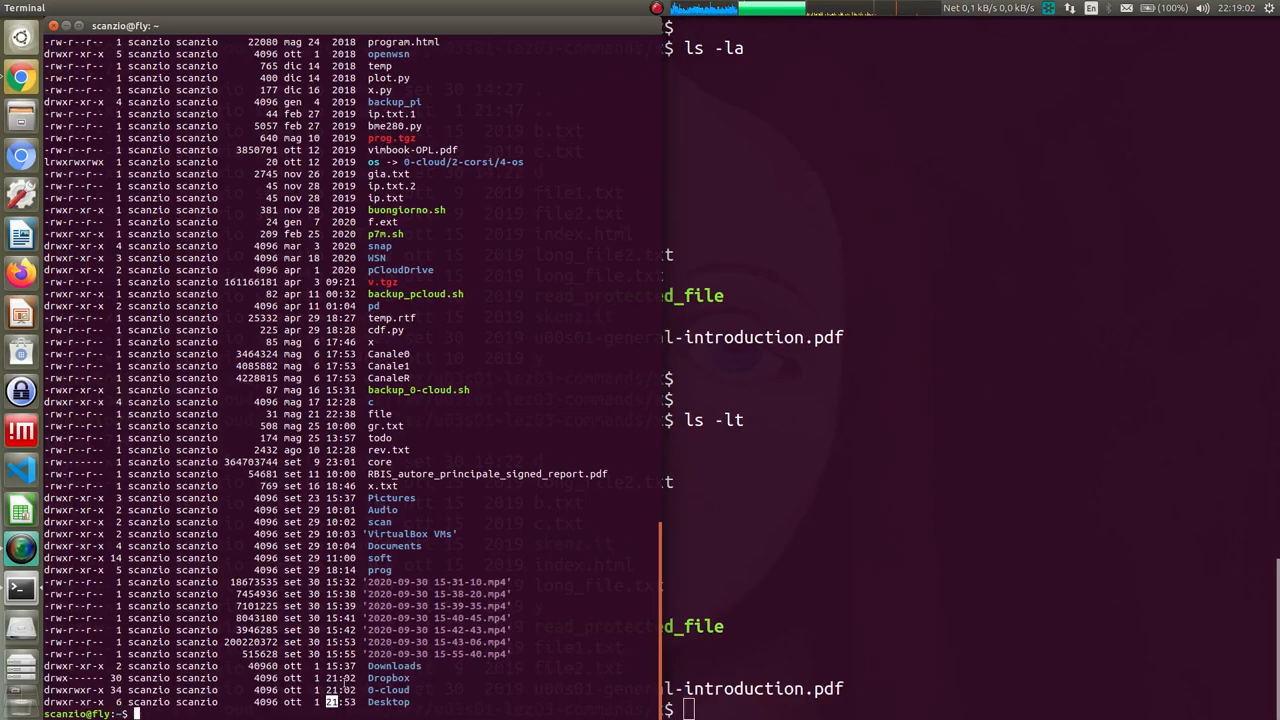 Terminal
Net 0,1 kB/s 0,0 kB/s
En
(100%)
22:19:02
scanzio@fly: ~
-rw-r--r-- 1 scanzio scanzio 22080 mag 24 2018 program.html
drwxr-xr-x 5 scanzio scanzio 4096 ott 1 2018 openwsn
-rw-r--r-- 1 scanzio scanzio 765 dic 14 2018 temp
-rw-r--r-- 1 scanzio scanzio 400 dic 14 2018 plot.py
-rw-r--r-- 1 scanzio scanzio 90 dic 16 2018 x.py
drwxr-xr-x 4 scanzio scanzio 4096 gen 4 2019 backup_pi
-rw-r--r-- 1 scanzio scanzio 44 feb 27 2019 ip.txt.1
-rw-r--r-- 1 scanzio scanzio 5057 feb 27 2019 bme280.py
-rw-r--r-- 1 scanzio scanzio 640 mag 10 2019 prog.tgz
-rw-r--r-- 1 scanzio scanzio 3850701 ott 12 2019 vimbook-OPL.pdf
lrwxrwxrwx 1 scanzio scanzio 20 ott 12 2019 os -> 0-cloud/2-corsi/4-os
-rw-r--r-- 1 scanzio scanzio 2745 nov 26 2019 gia.txt
-rw-r--r-- 1 scanzio scanzio 45 nov 28 2019 ip.txt.2
-rw-r--r-- 1 scanzio scanzio 45 nov 28 2019 ip.txt
-rwxr-xr-x 1 scanzio scanzio 381 nov 28 2019 buongiorno.sh
-rw-r--r-- 1 scanzio scanzio 24 gen 7 2020 f.ext
-rwxr-xr-x 1 scanzio scanzio 209 feb 25 2020 p7m.sh
drwxr-xr-x 4 scanzio scanzio 4096 mar 3 2020 snap
drwxr-xr-x 3 scanzio scanzio 4096 mar 18 2020 WSN
drwxr-xr-x 2 scanzio scanzio 4096 apr 1 2020 pCloudDrive
-rw-r--r-- 1 scanzio scanzio 161166181 apr 3 09:21 v.tgz
-rwxr-xr-x 1 scanzio scanzio 82 apr 11 00:32 backup_pcloud.sh
drwxr-xr-x 2 scanzio scanzio 4096 apr 11 01:04 pd
-rw-r--r-- 1 scanzio scanzio 25332 apr 29 18:27 temp.rtf
-rw-r--r-- 1 scanzio scanzio 225 apr 29 18:28 cdf.py
-rw-r--r-- 1 scanzio scanzio 85 mag 6 17:46 x
-rw-r--r-- 1 scanzio scanzio 3464324 mag 6 17:53 Canale0
-rw-r--r-- 1 scanzio scanzio 4085882 mag 6 17:53 Canale1
-rw-r--r-- 1 scanzio scanzio 4228815 mag 6 17:53 CanaleR
-rwxr-xr-x 1 scanzio scanzio 87 mag 16 15:31 backup_0-cloud.sh
drwxr-xr-x 4 scanzio scanzio 4096 mag 17 12:28 c
-rw-r--r-- 1 scanzio scanzio 31 mag 21 22:38 file
-rw-r--r-- 1 scanzio scanzio 508 mag 25 10:00 gr.txt
-rw-r--r-- 1 scanzio scanzio 174 mag 25 13:57 todo
-rw-r--r-- 1 scanzio scanzio 2432 ago 10 12:28 rev.txt
-rw------- 1 scanzio scanzio 364703744 set 9 23:01 core
-rw-r--r-- 1 scanzio scanzio 54681 set 11 10:00 RBIS_autore_principale_signed_report.pdf
-rw-r--r-- 1 scanzio scanzio 769 set 16 18:46 x.txt
drwxr-xr-x 3 scanzio scanzio 4096 set 23 15:37 Pictures
drwxr-xr-x 2 scanzio scanzio 4096 set 29 10:01 Audio
drwxr-xr-x 2 scanzio scanzio 4096 set 29 10:02 scan
drwxr-xr-x 2 scanzio scanzio 4096 set 29 10:03 'VirtualBox VMs'
drwxr-xr-x 4 scanzio scanzio 4096 set 29 10:04 Documents
drwxr-xr-x 14 scanzio scanzio 4096 set 29 11:00 soft
drwxr-xr-x 5 scanzio scanzio 4096 set 29 18:14 prog
-rw-r--r-- 1 scanzio scanzio 18673535 set 30 15:32 '2020-09-30 15-31-10.mp4'
-rw-r--r-- 1 scanzio scanzio 7454936 set 30 15:38 '2020-09-30 15-38-20.mp4'
-rw-r--r-- 1 scanzio scanzio 7101225 set 30 15:39 '2020-09-30 15-39-35.mp4'
-rw-r--r-- 1 scanzio scanzio 8043180 set 30 15:41 '2020-09-30 15-40-45.mp4'
-rw-r--r-- 1 scanzio scanzio 3946285 set 30 15:42 '2020-09-30 15-42-43.mp4'
-rw-r--r-- 1 scanzio scanzio 200220372 set 30 15:53 '2020-09-30 15-43-06.mp4'
-rw-r--r-- 1 scanzio scanzio 515628 set 30 15:55 '2020-09-30 15-55-40.mp4'
drwxr-xr-x 2 scanzio scanzio 40960 ott 1 15:37 Downloads
drwx------ 30 scanzio scanzio 4096 ott 1 21:02 Dropbox
drwxrwxr-x 34 scanzio scanzio 4096 ott 1 21:02 0-cloud
drwxr-xr-x 6 scanzio scanzio 4096 ott 1 21:53 Desktop
scanzio@fly:~$
$
$ ls -la
xt
d_file
l-introduction.pdf
$
$
$ ls -lt
xt
d_file
l-introduction.pdf
$